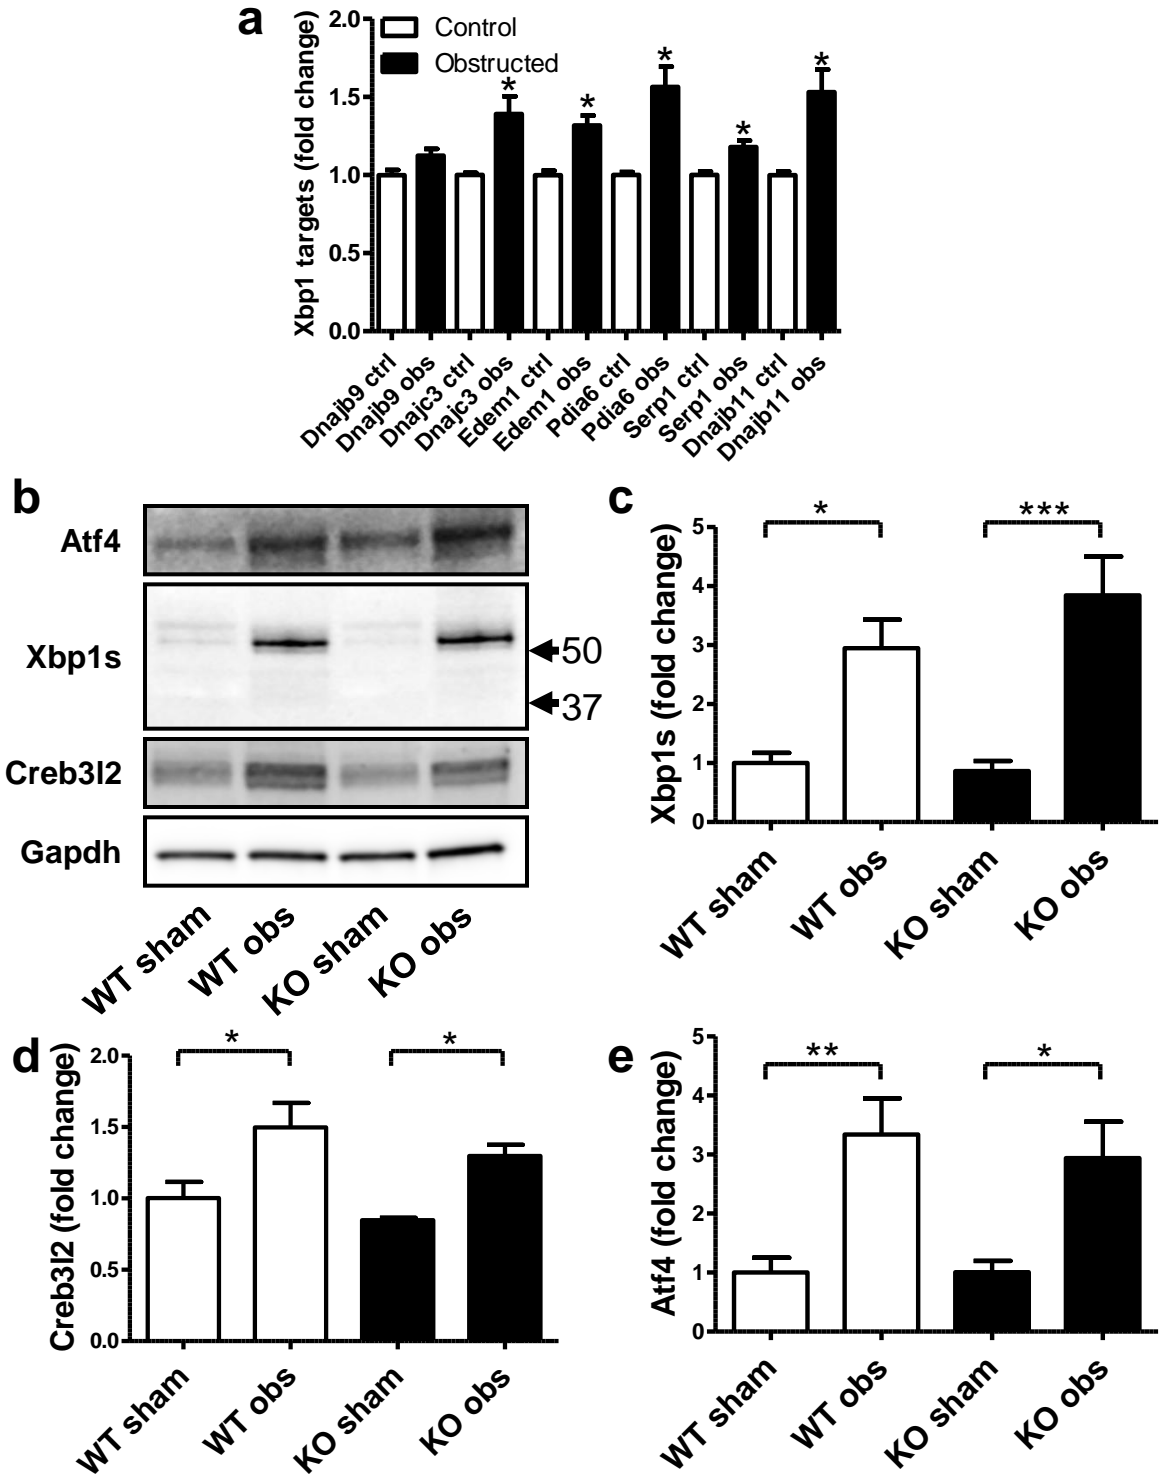 a
Xbp1 targets (fold change)
2.0
1.5
1.0
0.5
0.0
Control
Obstructed
*
*
*
*
*
Dnajb9 ctrl
Dnajb9 obs
Dnajc3 ctrl
Dnajc3 obs
Edem1 ctrl
Edem1 obs
Pdia6 ctrl
Pdia6 obs
Serp1 ctrl
Serp1 obs
Dnajb11 ctrl
Dnajb11 obs
b
Atf4
Xbp1s
50
37
Creb3l2
Gapdh
WT sham
WT obs
KO sham
KO obs
c
Xbp1s (fold change)
5
4
3
2
1
0
*
***
WT sham
WT obs
KO sham
KO obs
d
Creb3l2 (fold change)
2.0
1.5
1.0
0.5
0.0
*
*
WT sham
WT obs
KO sham
KO obs
e
Atf4 (fold change)
5
4
3
2
1
0
**
*
WT sham
WT obs
KO sham
KO obs